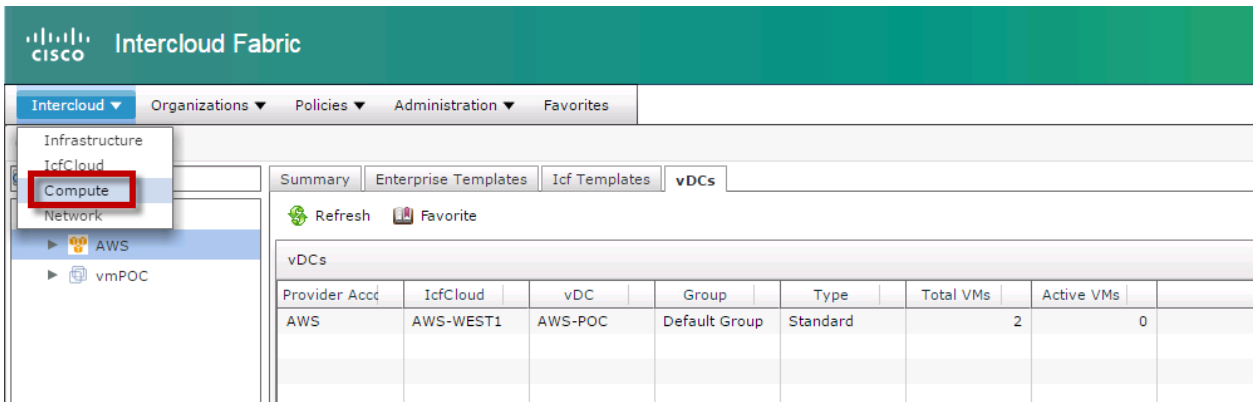 CISCO Intercloud Fabric
Intercloud Organizations Policies Administration Favorites
Infrastructure
IcfCloud
Compute
Network
AWS
vmPOC
Summary Enterprise Templates Icf Templates vDCs
Refresh Favorite
vDCs
Provider Acco IcfCloud vDC Group Type Total VMs Active VMs
AWS AWS-WEST1 AWS-POC Default Group Standard 2 0